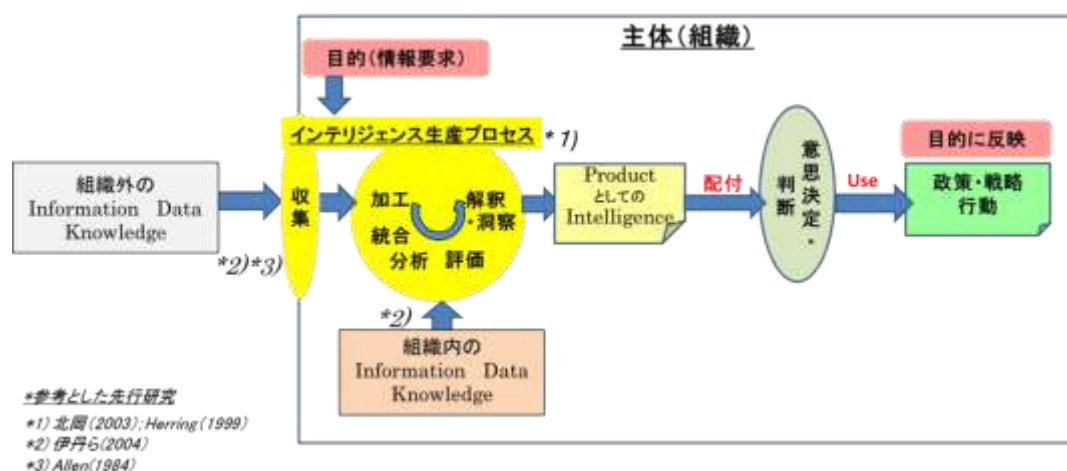 主体(組織)
目的(情報要求)
インテリジェンス生産プロセス *1)
組織外の
Information Data
Knowledge
*2)*3)
収集
加工
解釈
・洞察
統合
分析 評価
Product
としての
Intelligence
配付
意思決定・
判断
Use
目的に反映
政策・戦略
行動
*2)
組織内の
Information Data
Knowledge
*参考とした先行研究
*1) 北岡(2003);Herring(1999)
*2) 伊丹ら(2004)
*3) Allen(1984)